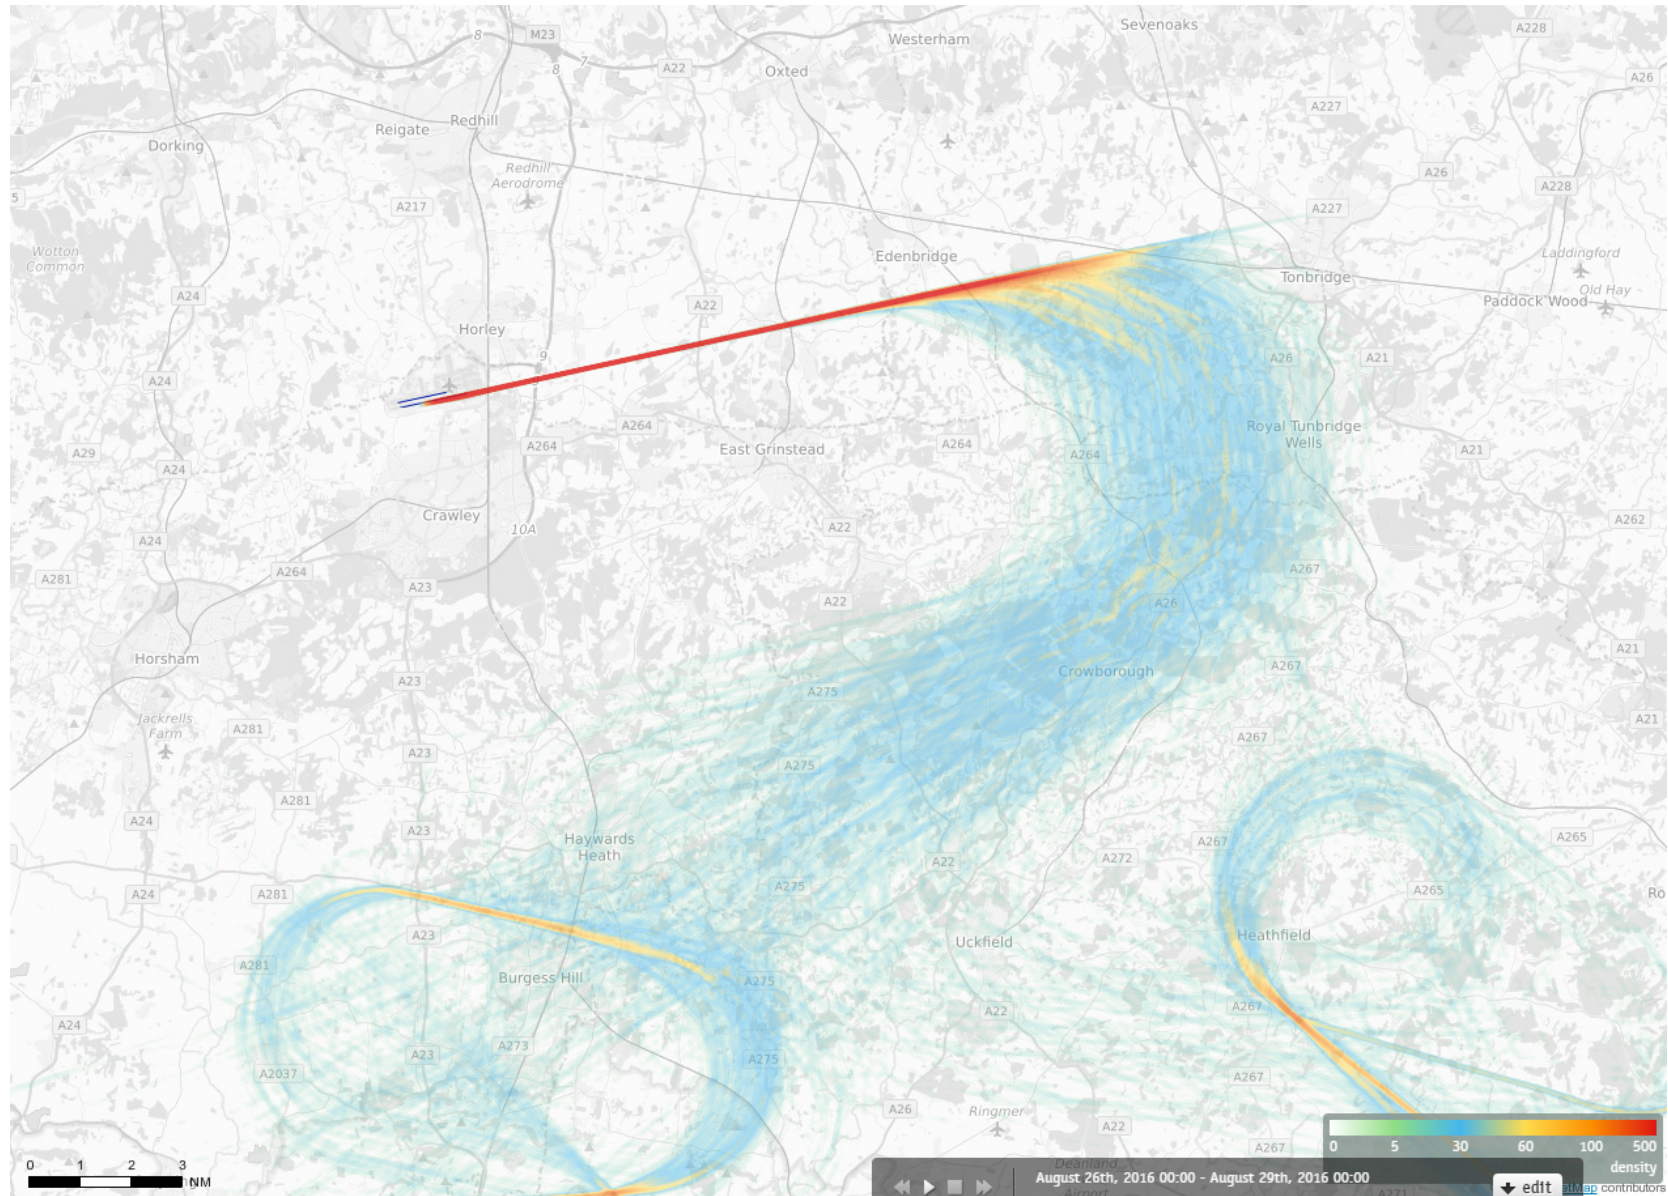 Westerham
Sevenoaks
A228
M23
8
7
8
A22
Oxted
A26
A227
Reigate
Redhill
Dorking
Redhill
Aerodrome
A26
A228
5
A217
A227
Wotton
Common
Edenbridge
Laddingford
Tonbridge
Old Hay
A24
A22
Paddock Wood
Horley
9
A26
A21
A24
A264
Royal Tunbridge
Wells
A264
East Grinstead
A264
A264
A29
A24
A21
Crawley
10A
A22
A262
A24
A264
A267
A281
A23
A22
A26
Horsham
A21
A267
Crowborough
A23
A275
Jackrells
Farm
A281
A21
A267
A23
A275
A281
A24
A23
Haywards
Heath
A267
A265
A22
A272
A24
A281
A275
A265
Ro
A23
Uckfield
Heathfield
A281
Burgess Hill
A275
A24
A22
A267
A23
A273
A275
A2037
A267
A26
Ringmer
A22
A267
0 5 30 60 100 500
density
0 1 2 3
NM
Deanland
Airport
August 26th, 2016 00:00 - August 29th, 2016 00:00
edit
A271
etMap contributors